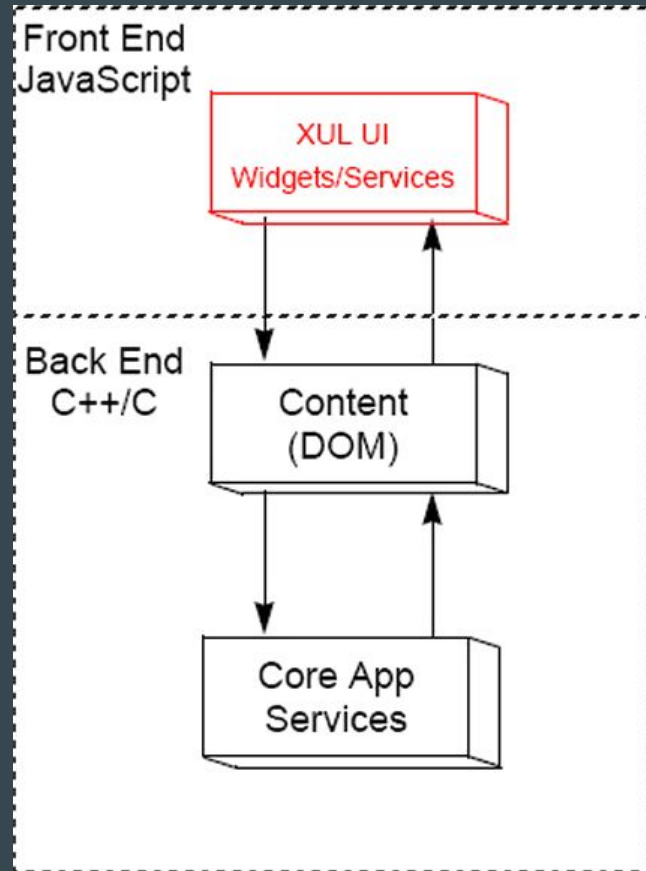 Front End
JavaScript
XUL UI
Widgets/Services
Back End
C++/C
Content
(DOM)
Core App
Services